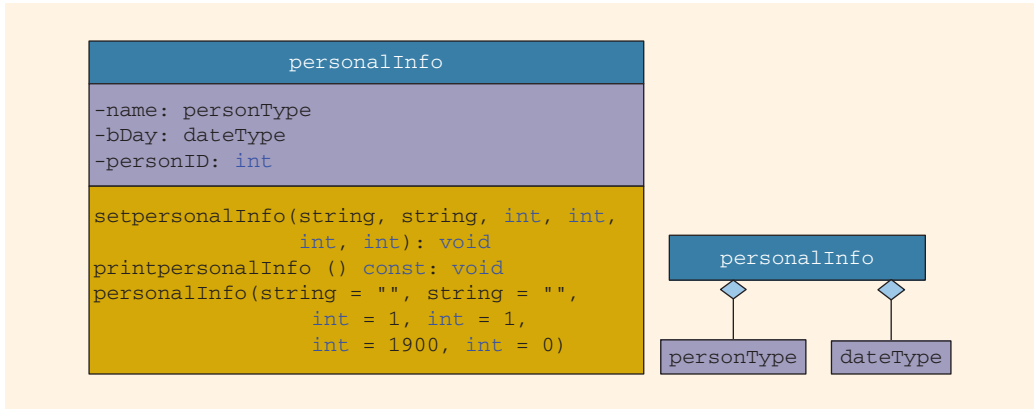 personalInfo
-name: personType
-bDay: dateType
-personID: int
setpersonalInfo(string, string, int, int,
int, int): void
printpersonalInfo () const: void
personalInfo(string = "", string = "",
int = 1, int = 1,
int = 1900, int = 0)
personalInfo
personType
dateType